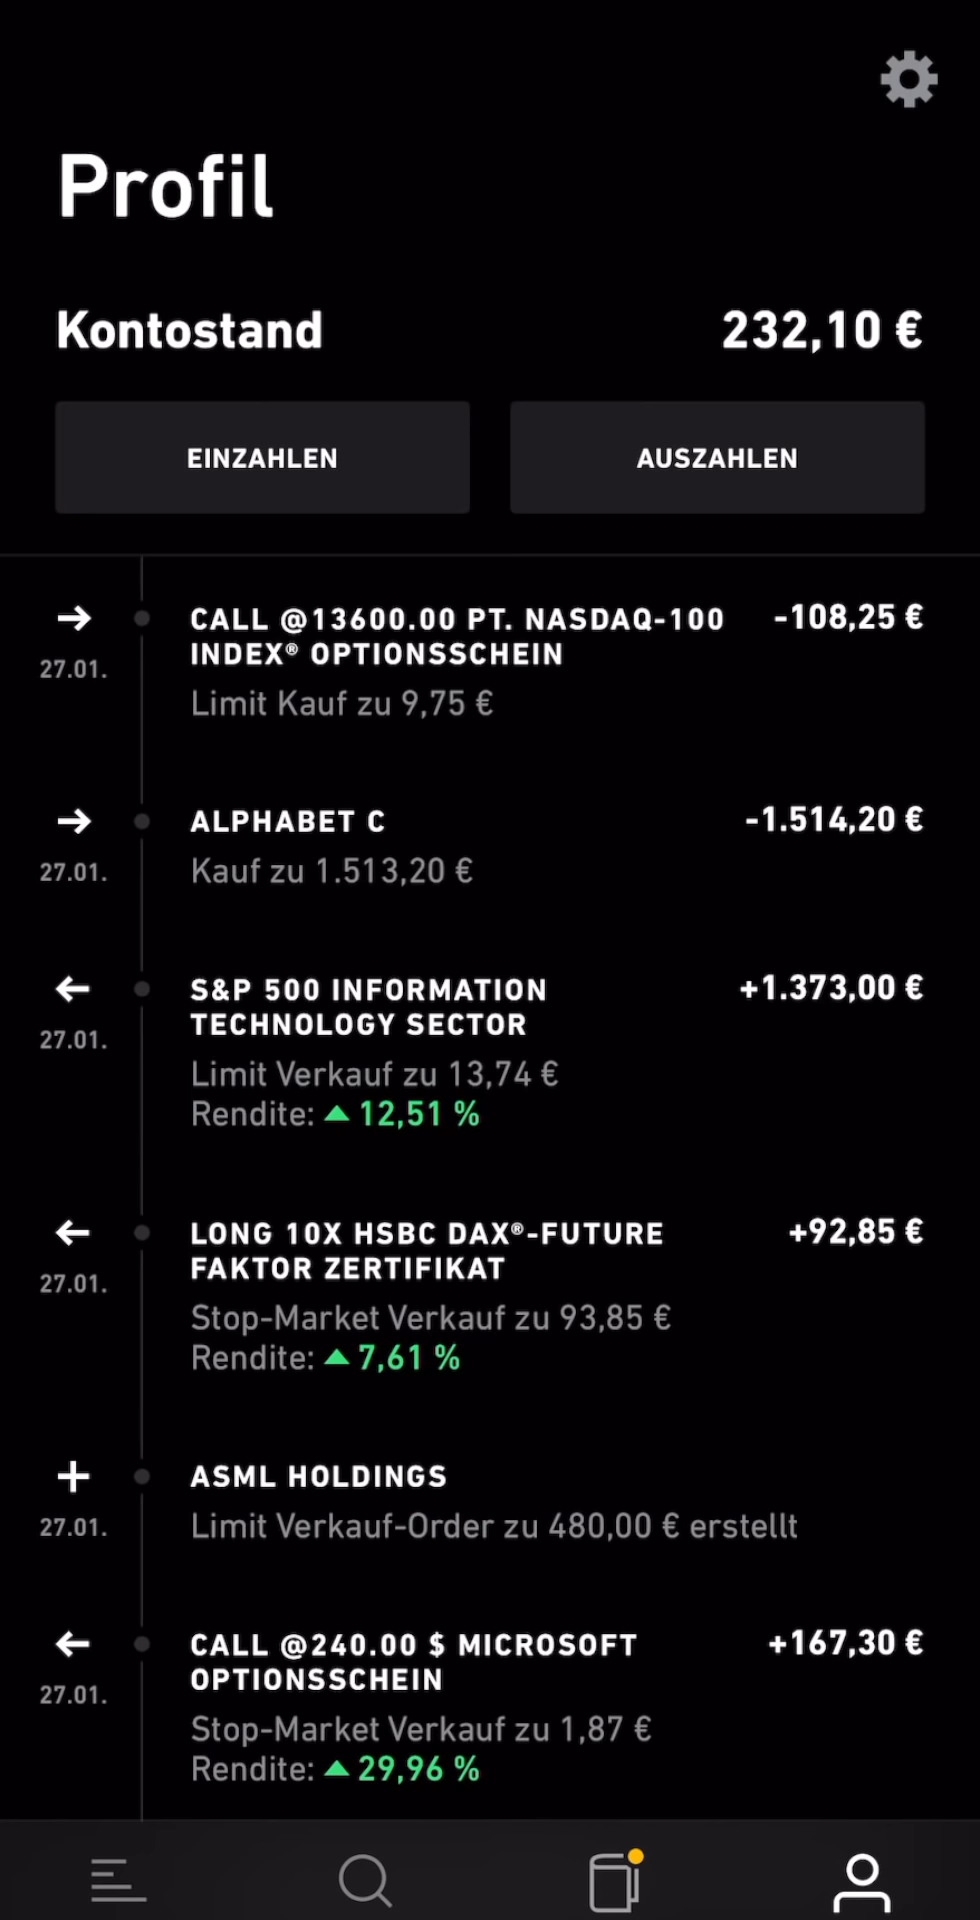 Profil
Kontostand 232,10 €
EINZAHLEN AUSZAHLEN
CALL @13600.00 PT. NASDAQ-100 -108,25 €
INDEX® OPTIONSSCHEIN
27.01.
Limit Kauf zu 9,75 €
ALPHABET C -1.514,20 €
27.01. Kauf zu 1.513,20 €
S&P 500 INFORMATION +1.373,00 €
TECHNOLOGY SECTOR
27.01.
Limit Verkauf zu 13,74 €
Rendite: ▲ 12,51 %
LONG 10X HSBC DAX®-FUTURE +92,85 €
FAKTOR ZERTIFIKAT
27.01.
Stop-Market Verkauf zu 93,85 €
Rendite: ▲ 7,61 %
ASML HOLDINGS
27.01. Limit Verkauf-Order zu 480,00 € erstellt
CALL @240.00 $ MICROSOFT +167,30 €
OPTIONSSCHEIN
27.01.
Stop-Market Verkauf zu 1,87 €
Rendite: ▲ 29,96 %